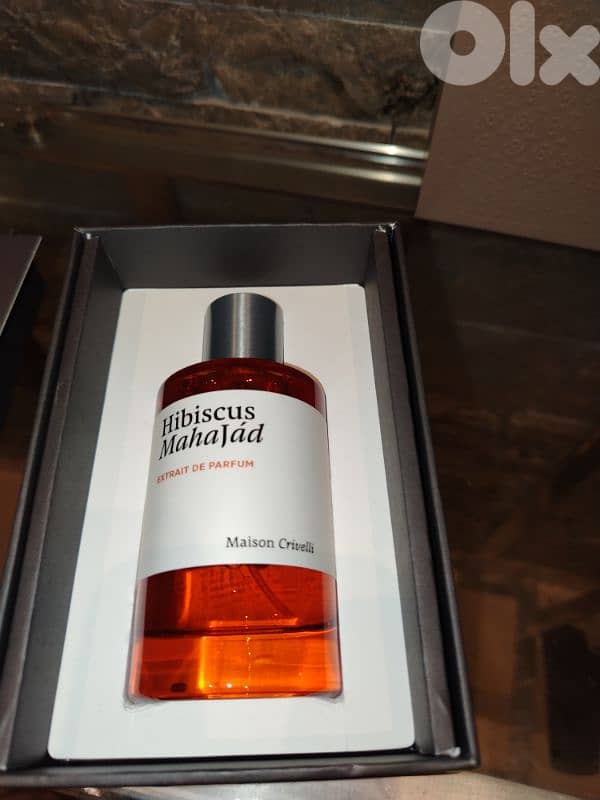 Olx
Hibiscus
MahaJád
EXTRAIT DE PARFUM
Maison Crivelli